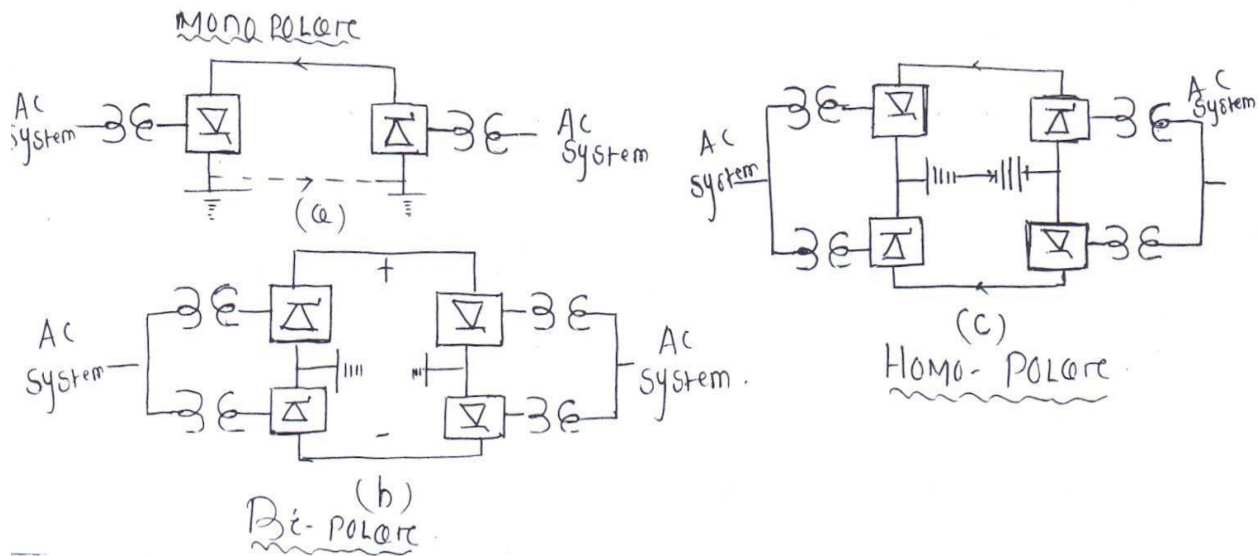 MONO POLare
AC
system
AC
system
(a)
AC
system
AC
system
(c)
HOMO- POLare
AC
system
+
-
AC
system.
(b)
Bi- POLare